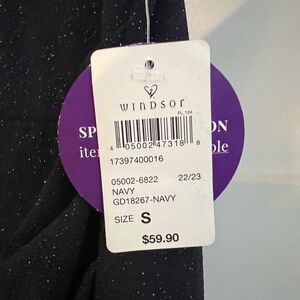 WINDSOR
PL_124
SP ON
4 05002 47318 8
ite ple
17397400016
05002-6822 22/23
NAVY
GD18267-NAVY
SIZE S
$59.90